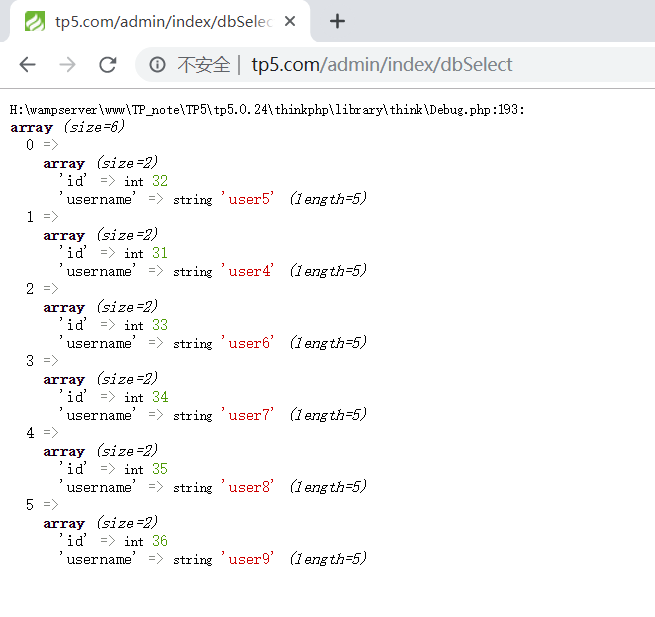 tp5.com/admin/index/dbSelec
不安全 | tp5.com/admin/index/dbSelect
H:\wampserver\www\TP_note\TP5\tp5.0.24\thinkphp\library\think\Debug.php:193:
array (size=6)
0 =>
array (size=2)
'id' => int 32
'username' => string 'user5' (length=5)
1 =>
array (size=2)
'id' => int 31
'username' => string 'user4' (length=5)
2 =>
array (size=2)
'id' => int 33
'username' => string 'user6' (length=5)
3 =>
array (size=2)
'id' => int 34
'username' => string 'user7' (length=5)
4 =>
array (size=2)
'id' => int 35
'username' => string 'user8' (length=5)
5 =>
array (size=2)
'id' => int 36
'username' => string 'user9' (length=5)